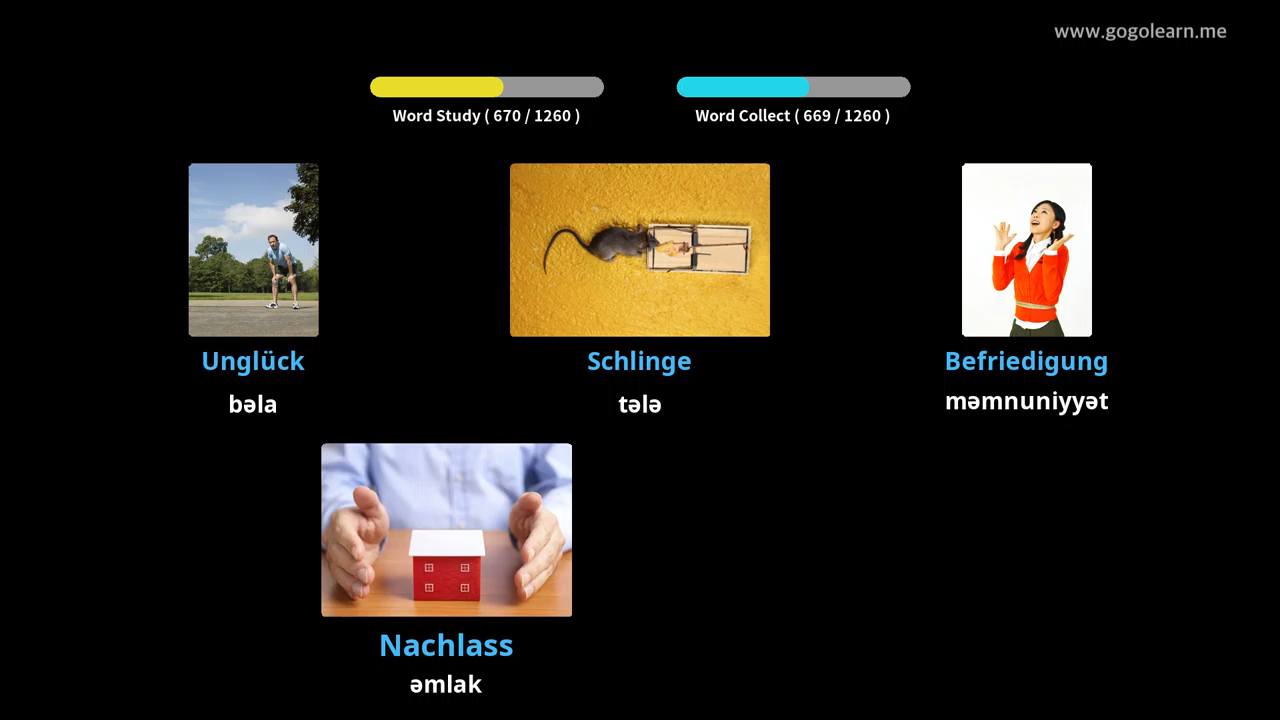 www.gogolearn.me
Word Study ( 670 / 1260 )
Word Collect ( 669 / 1260 )
Unglück
Schlinge
Befriedigung
bəla
tələ
məmnuniyyət
Nachlass
əmlak